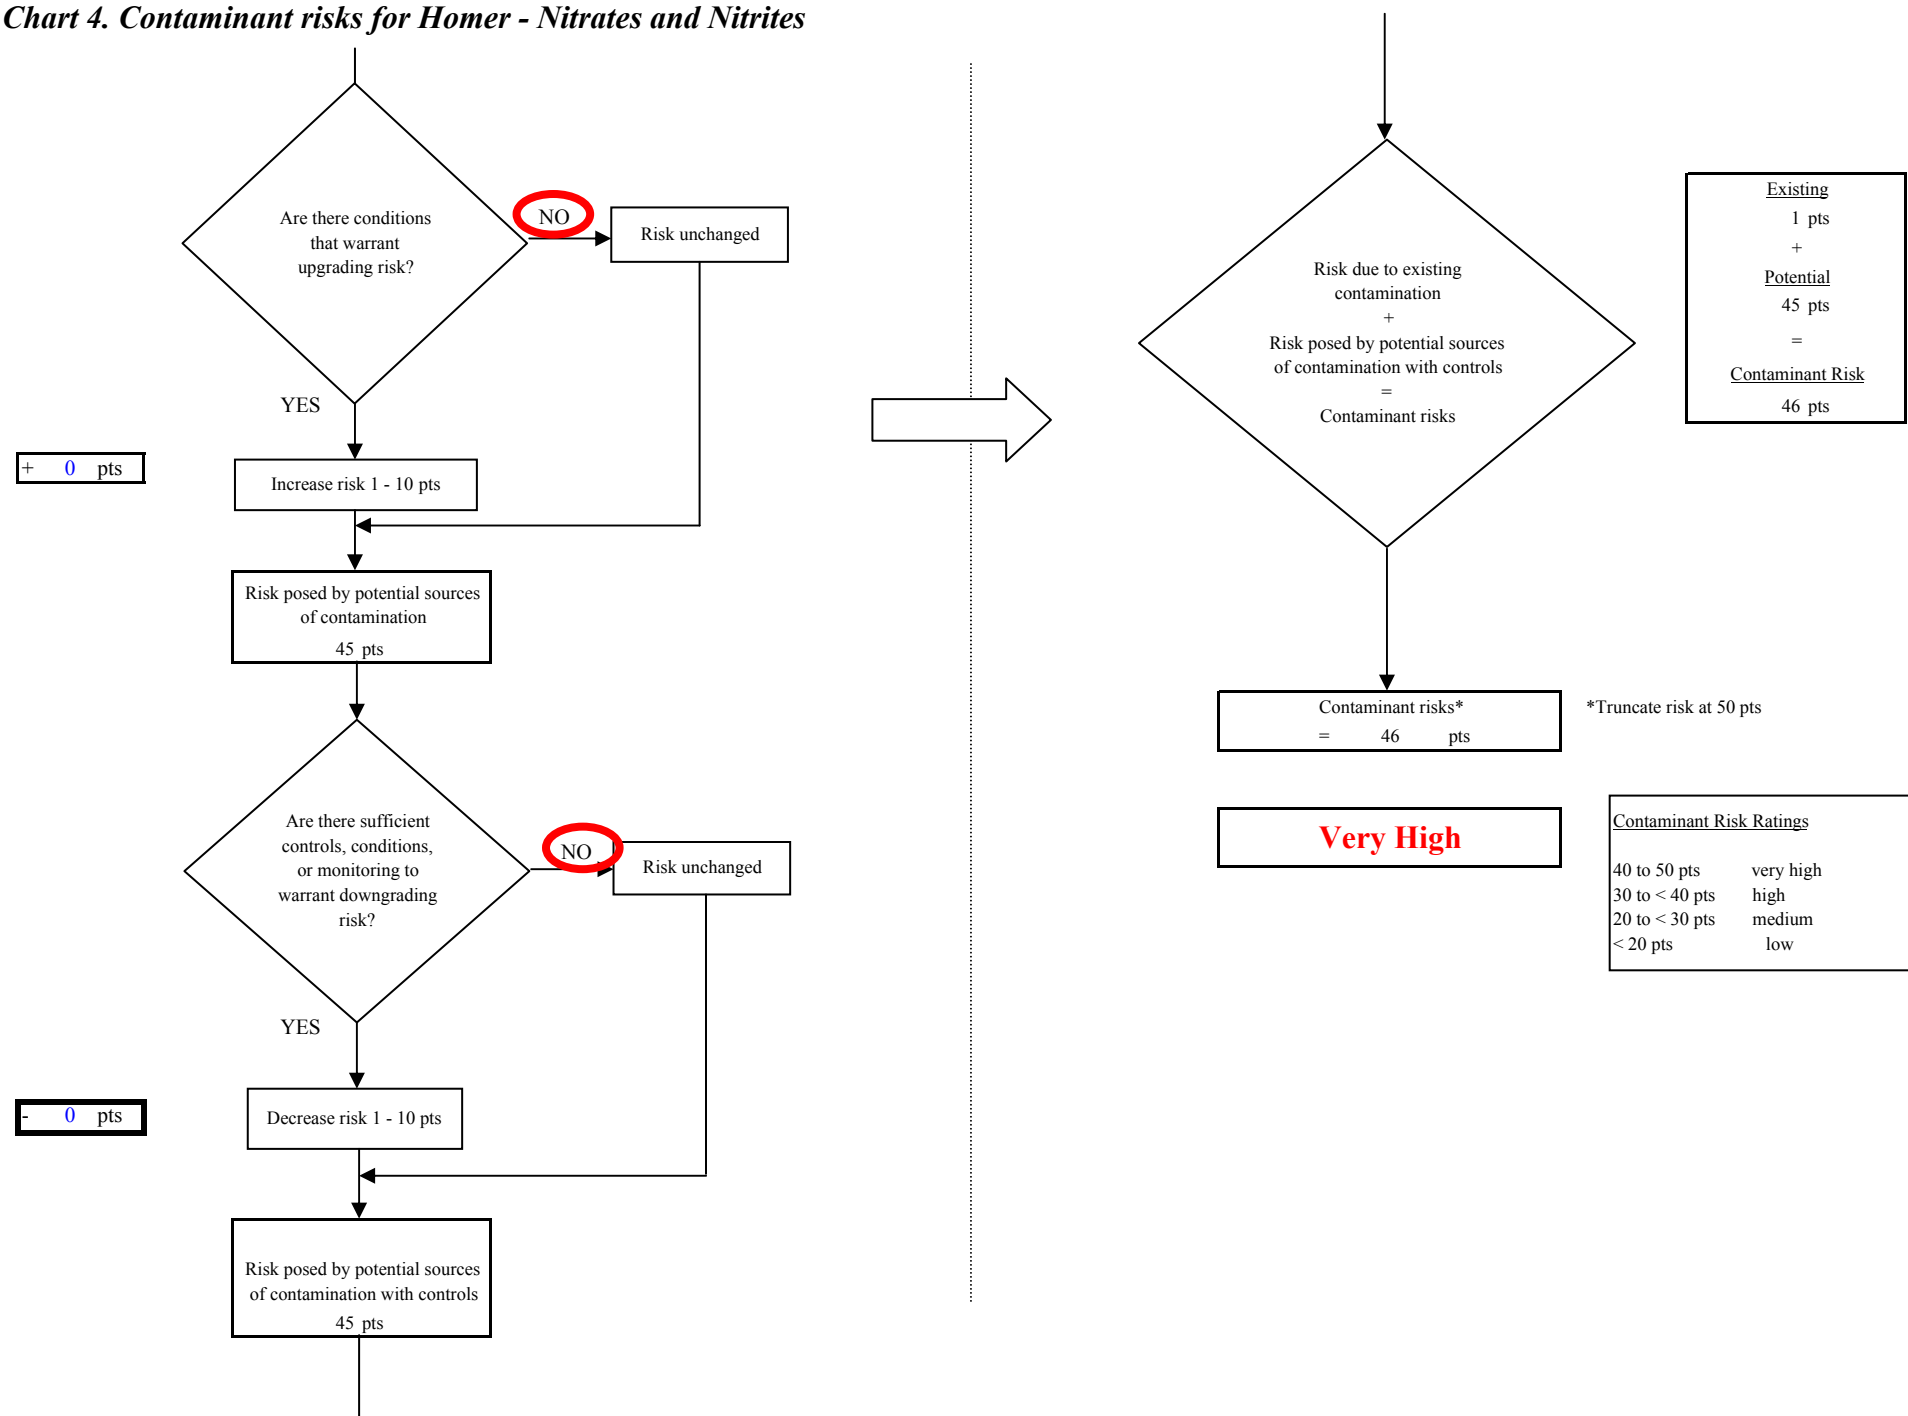 Chart 4. Contaminant risks for Homer - Nitrates and Nitrites
Are there conditions
that warrant
upgrading risk?
NO
Risk unchanged
YES
+ 0 pts
Increase risk 1 - 10 pts
Risk posed by potential sources
of contamination
45 pts
Are there sufficient
controls, conditions,
or monitoring to
warrant downgrading
risk?
NO
Risk unchanged
YES
- 0 pts
Decrease risk 1 - 10 pts
Risk posed by potential sources
of contamination with controls
45 pts
Risk due to existing
contamination
+
Risk posed by potential sources
of contamination with controls
=
Contaminant risks
Existing
1 pts
+
Potential
45 pts
=
Contaminant Risk
46 pts
Contaminant risks*
= 46 pts
*Truncate risk at 50 pts
Very High
Contaminant Risk Ratings
40 to 50 pts very high
30 to < 40 pts high
20 to < 30 pts medium
< 20 pts low